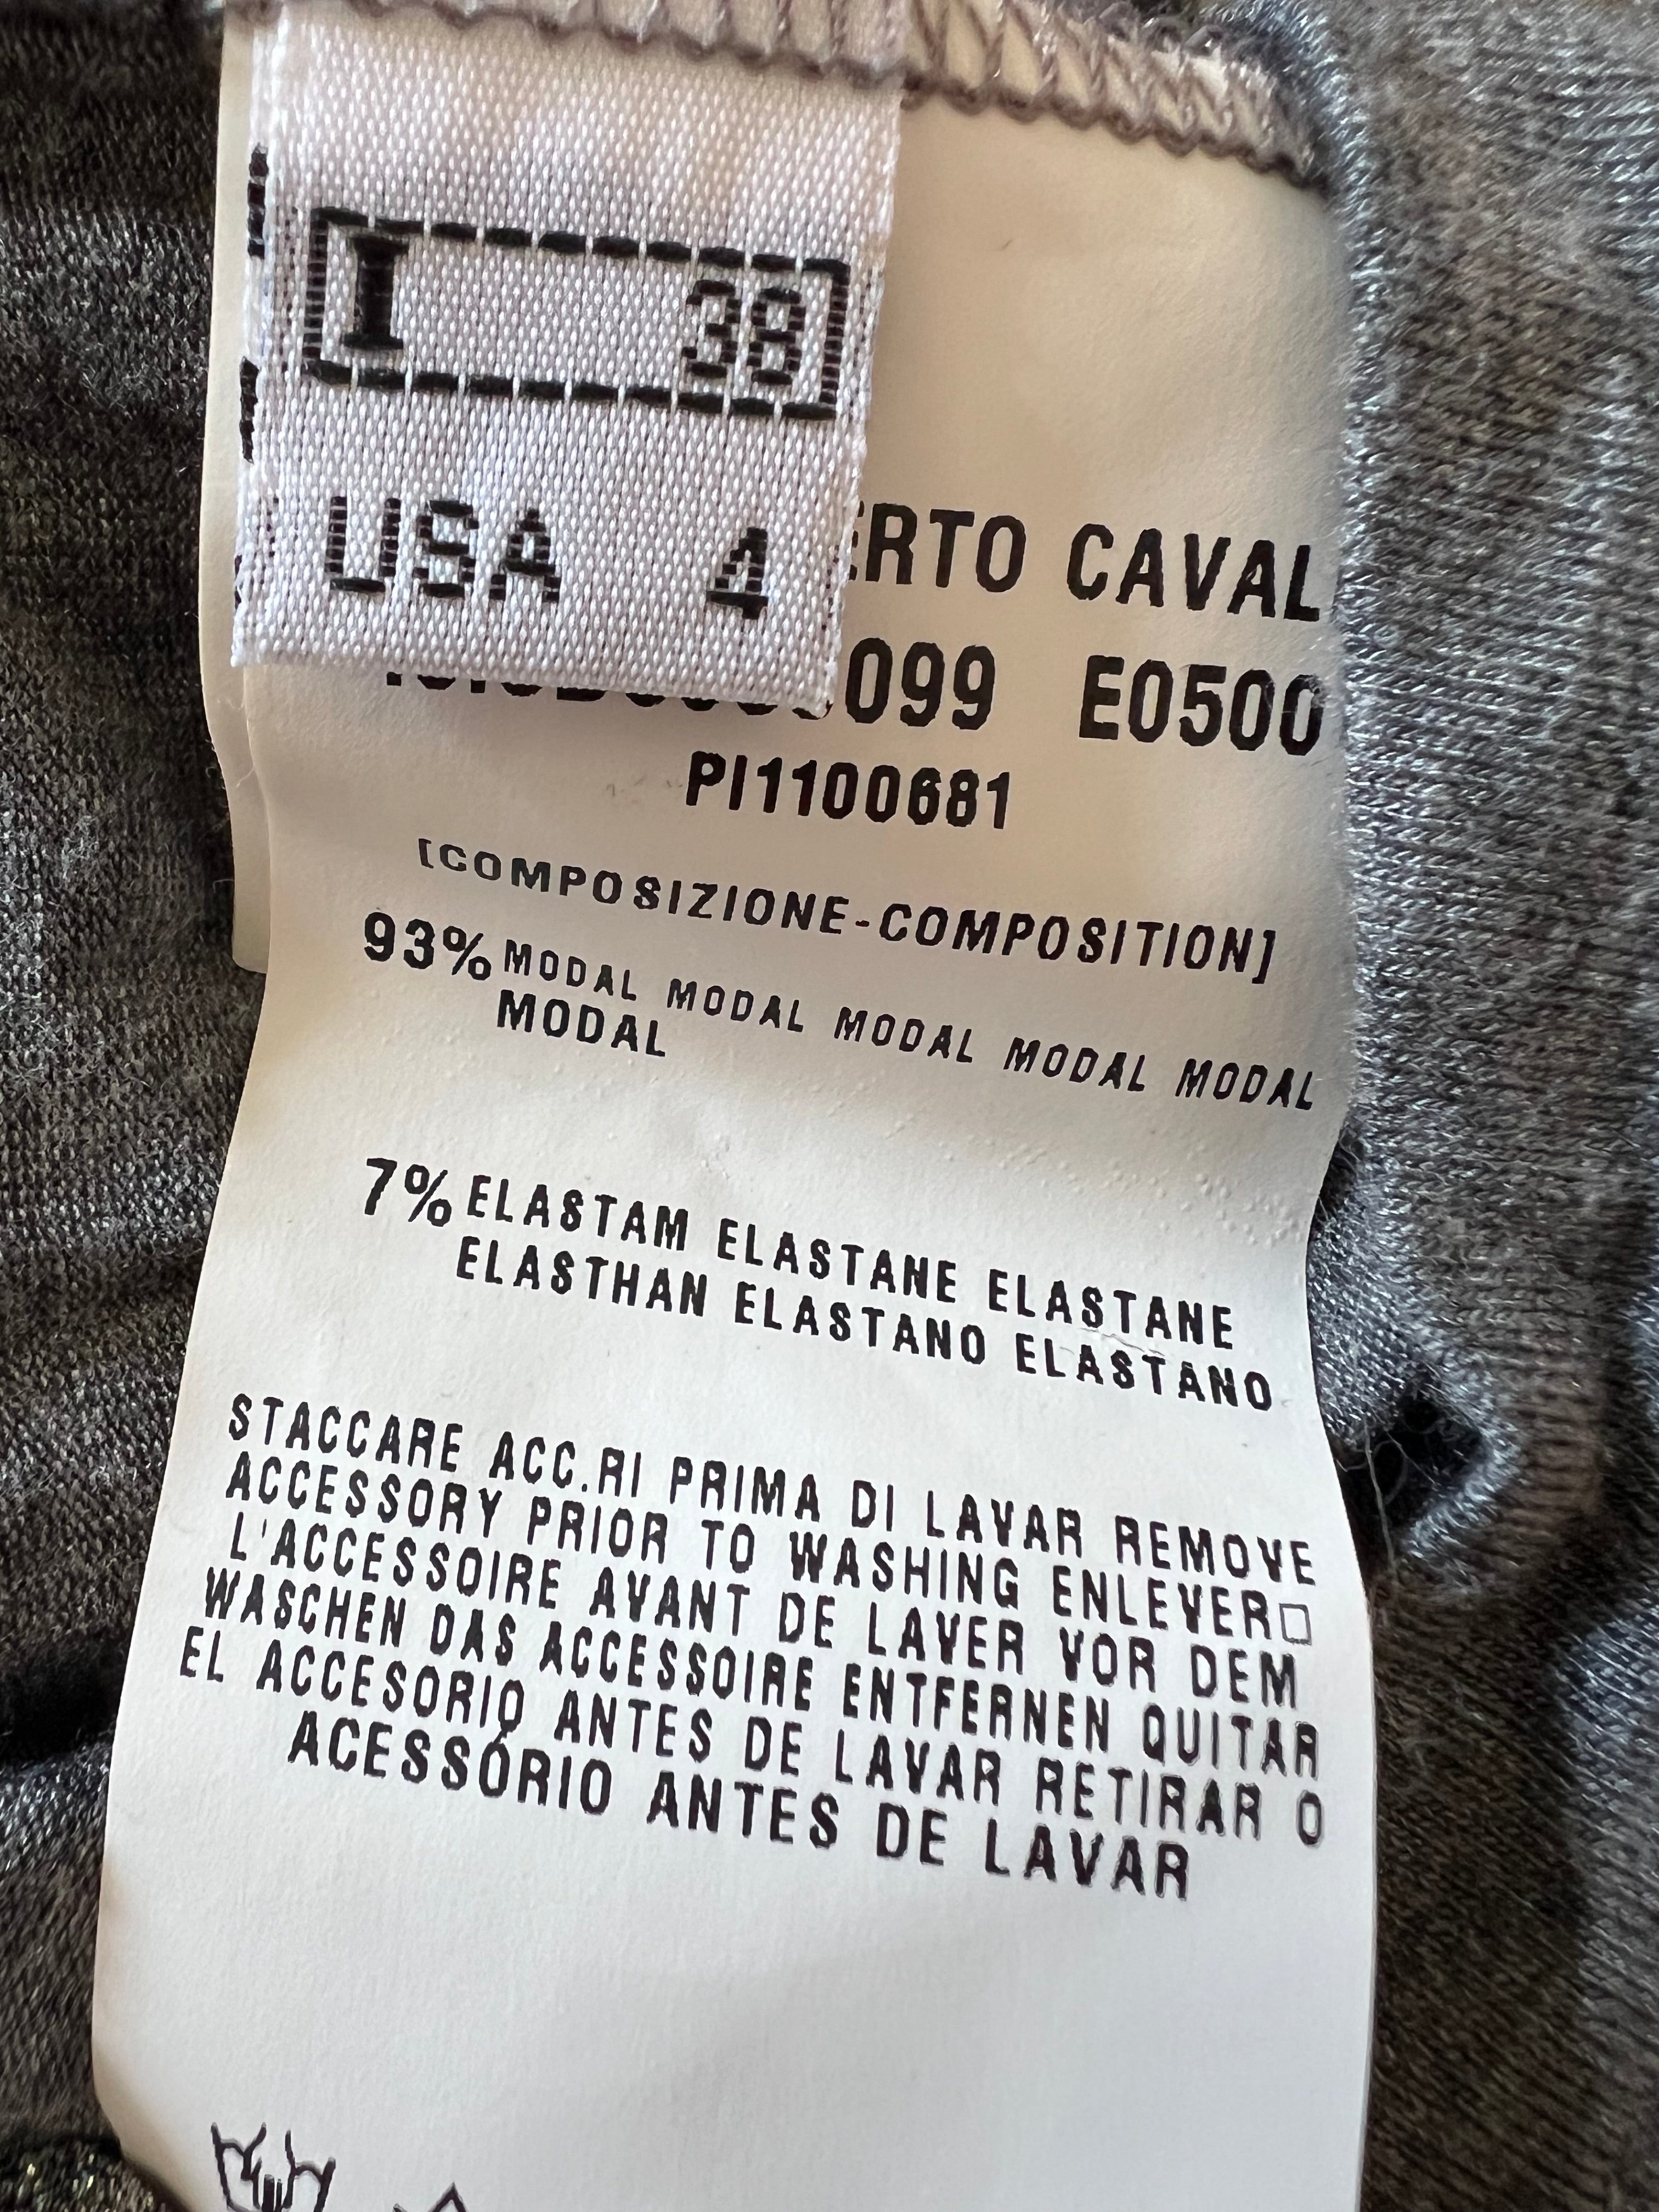 I 38
USA 4
ERTO CAVAL
099 E0500
PI1100681
[COMPOSIZIONE-COMPOSITION]
93% MODAL MODAL MODAL MODAL MODAL
MODAL
7% ELASTAM ELASTANE ELASTANE
ELASTHAN ELASTANO ELASTANO
STACCARE ACC.RI PRIMA DI LAVAR REMOVE
ACCESSORY PRIOR TO WASHING ENLEVER□
L'ACCESSOIRE AVANT DE LAVER VOR DEM
WASCHEN DAS ACCESSOIRE ENTFERNEN QUITAR
EL ACCESORIO ANTES DE LAVAR RETIRAR O
ACESSÓRIO ANTES DE LAVAR